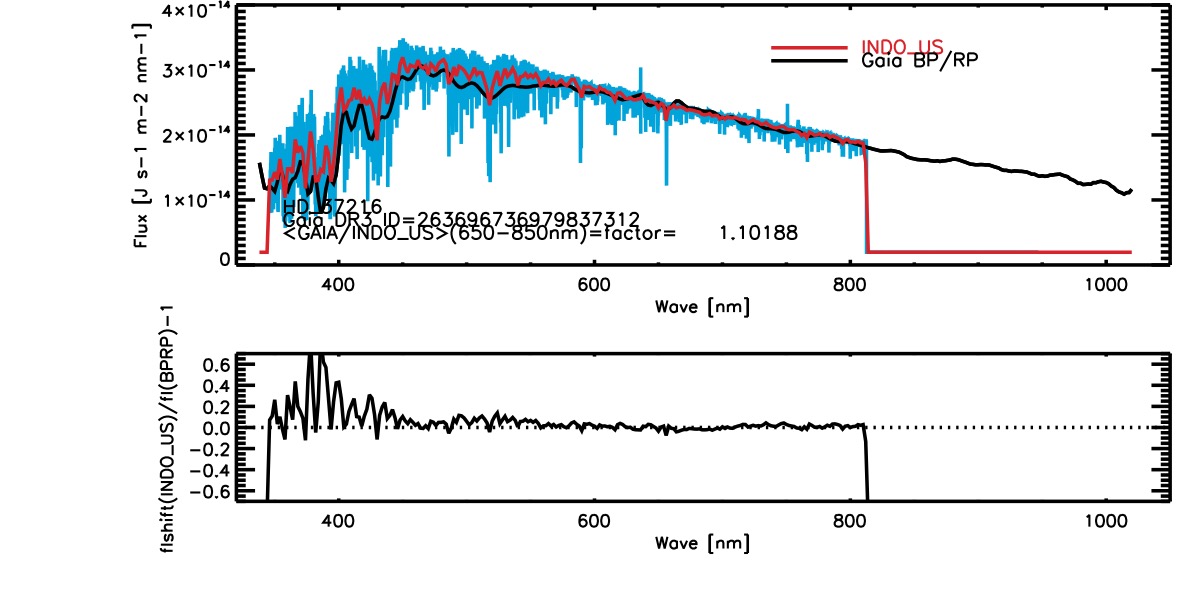 4×10−14
3×10−14
2×10−14
1×10−14
0
Flux [J s−1 m−2 nm−1]
INDO_US
Gaia BP/RP
HD_37216
Gaia DR3 ID=263696736979837312
<GAIA/INDO_US>(650−850nm)=factor= 1.10188
400 600 800 1000
Wave [nm]
flshift(INDO_US)/fl(BPRP)−1
0.6
0.4
0.2
0.0
−0.2
−0.4
−0.6
400 600 800 1000
Wave [nm]